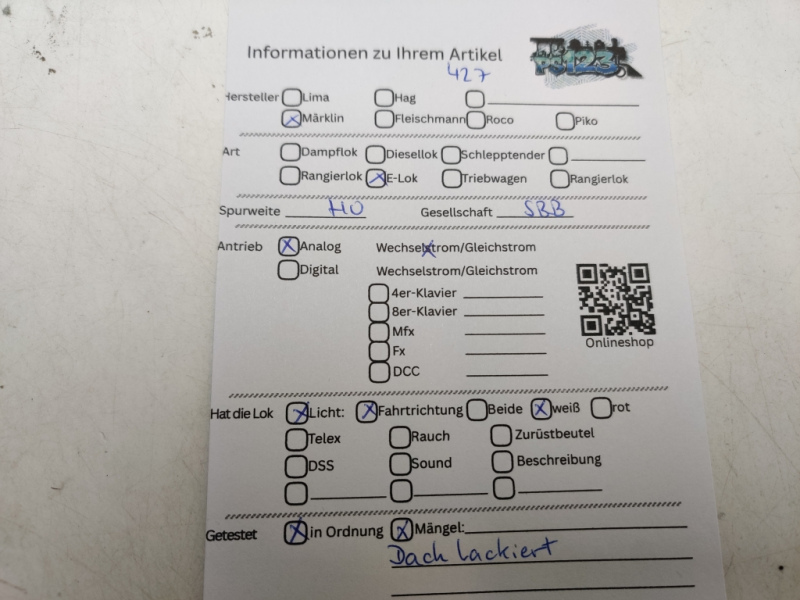 Informationen zu Ihrem Artikel
427
PG123
Hersteller Lima Hag
Märklin Fleischmann Roco Piko
Art Dampflok Diesellok Schlepptender
Rangierlok E-Lok Triebwagen Rangierlok
Spurweite HO Gesellschaft SBB
Antrieb Analog Wechselstrom/Gleichstrom
Digital Wechselstrom/Gleichstrom
4er-Klavier
8er-Klavier
Mfx
Fx
DCC
Onlineshop
Hat die Lok Licht: Fahrtrichtung Beide weiß rot
Telex Rauch Zurüstbeutel
DSS Sound Beschreibung
Getestet in Ordnung Mängel:
Dach lackiert